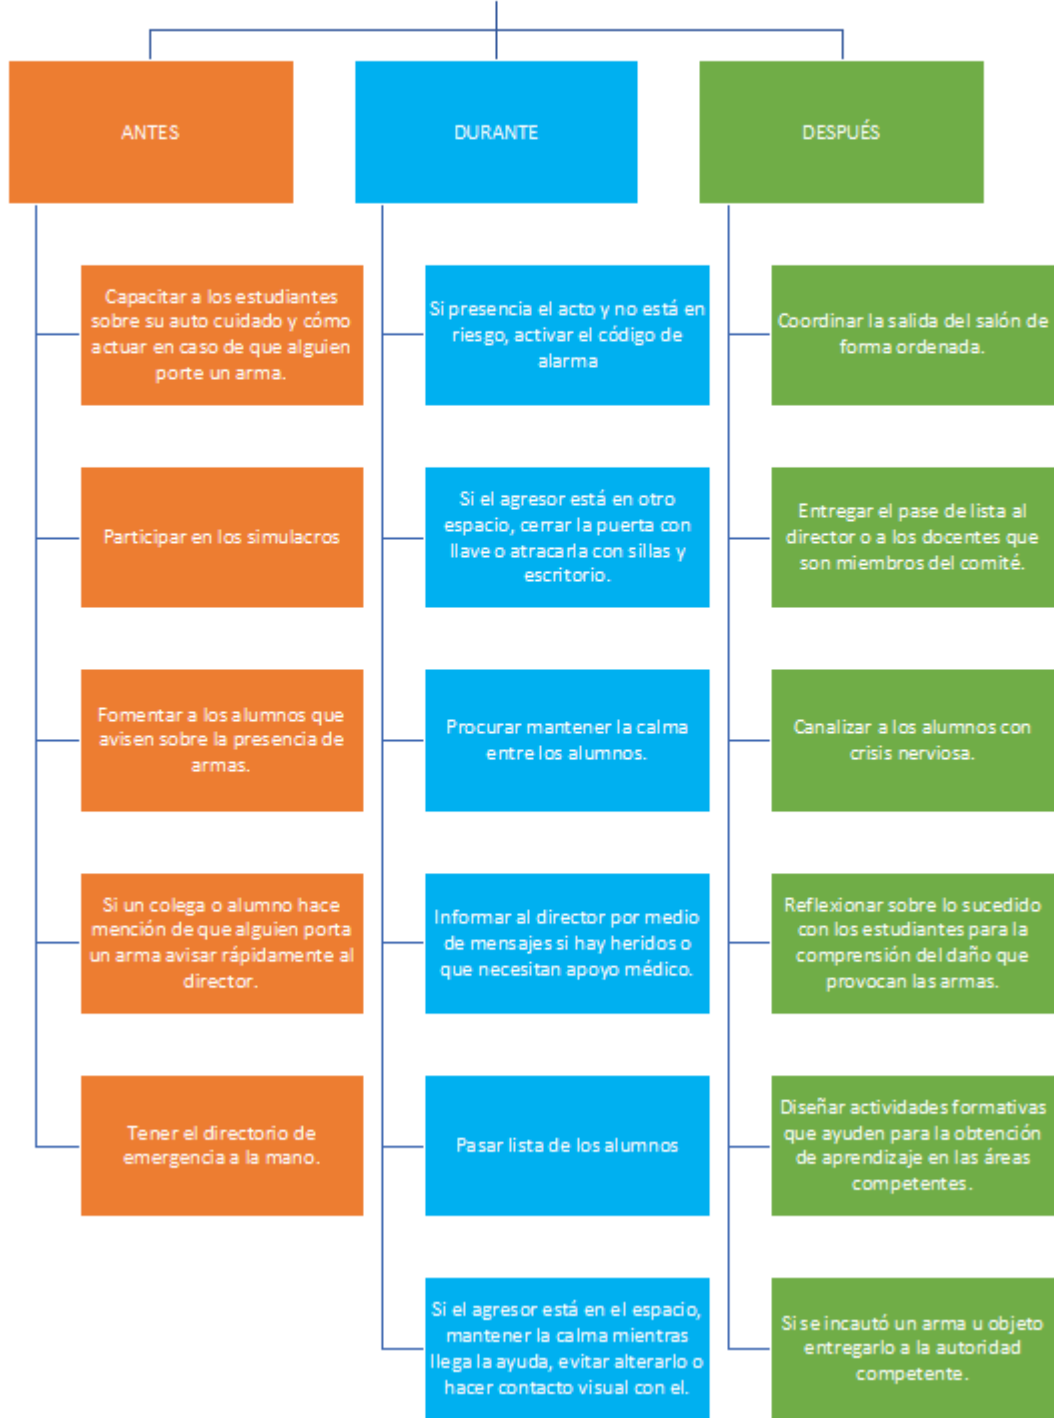 ANTES
Capacitar a los estudiantes
sobre su auto cuidado y cómo
actuar en caso de que alguien
porte un arma.
Participar en los simulacros
Fomentar a los alumnos que
avisen sobre la presencia de
armas.
Si un colega o alumno hace
mención de que alguien porta
un arma avisar rápidamente al
director.
Tener el directorio de
emergencia a la mano.
DURANTE
Si presencia el acto y no está en
riesgo, activar el código de
alarma
Si el agresor está en otro
espacio, cerrar la puerta con
llave o atracarla con sillas y
escritorio.
Procurar mantener la calma
entre los alumnos.
Informar al director por medio
de mensajes si hay heridos o
que necesitan apoyo médico.
Pasar lista de los alumnos
Si el agresor está en el espacio,
mantener la calma mientras
llega la ayuda, evitar alterarlo o
hacer contacto visual con el.
DESPUÉS
Coordinar la salida del salón de
forma ordenada.
Entregar el pase de lista al
director o a los docentes que
son miembros del comité.
Canalizar a los alumnos con
crisis nerviosa.
Reflexionar sobre lo sucedido
con los estudiantes para la
comprensión del daño que
provocan las armas.
Diseñar actividades formativas
que ayuden para la obtención
de aprendizaje en las áreas
competentes.
Si se incautó un arma u objeto
entregarlo a la autoridad
competente.